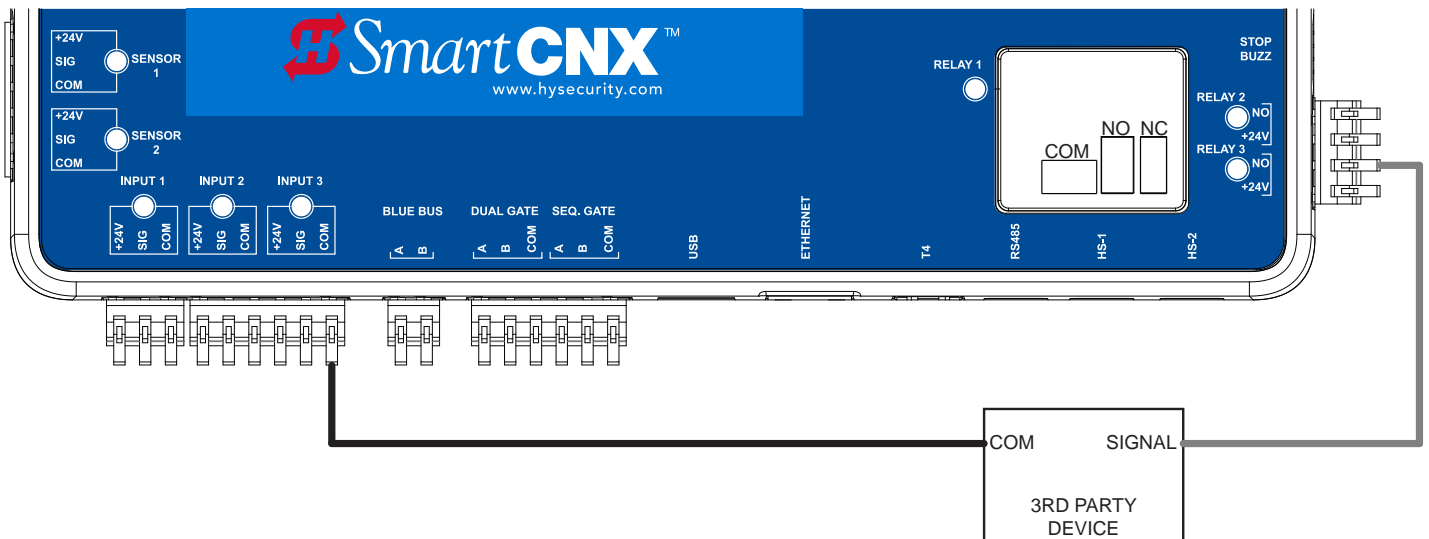 +24V
SIG
COM
SENSOR
1
+24V
SIG
COM
SENSOR
2
H SmartCNX™
www.hysecurity.com
RELAY 1
COM
NO
NC
STOP
BUZZ
RELAY 2
NO
+24V
RELAY 3
NO
+24V
INPUT 1
+24V
SIG
COM
INPUT 2
+24V
SIG
COM
INPUT 3
+24V
SIG
COM
BLUE BUS
A
B
DUAL GATE
A
B
COM
SEQ. GATE
A
B
COM
USB
ETHERNET
T4
RS485
HS-1
HS-2
COM
SIGNAL
3RD PARTY
DEVICE